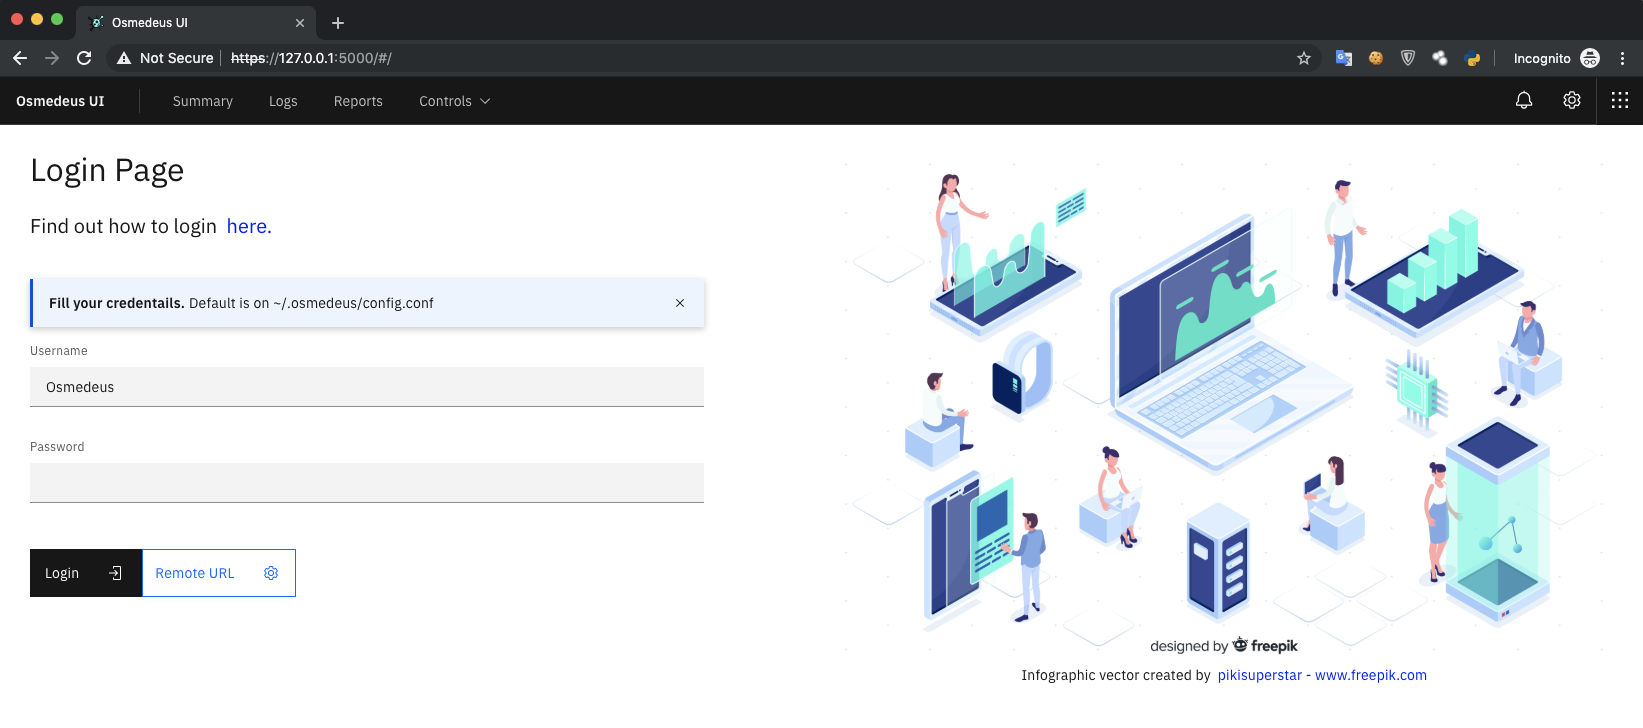 Osmedeus UI
Not Secure https://127.0.0.1:5000/#/
Incognito
Osmedeus UI Summary Logs Reports Controls
Login Page
Find out how to login here.
Fill your credentails. Default is on ~/.osmedeus/config.conf
Username
Osmedeus
Password
Login Remote URL
designed by freepik
Infographic vector created by pikisuperstar - www.freepik.com